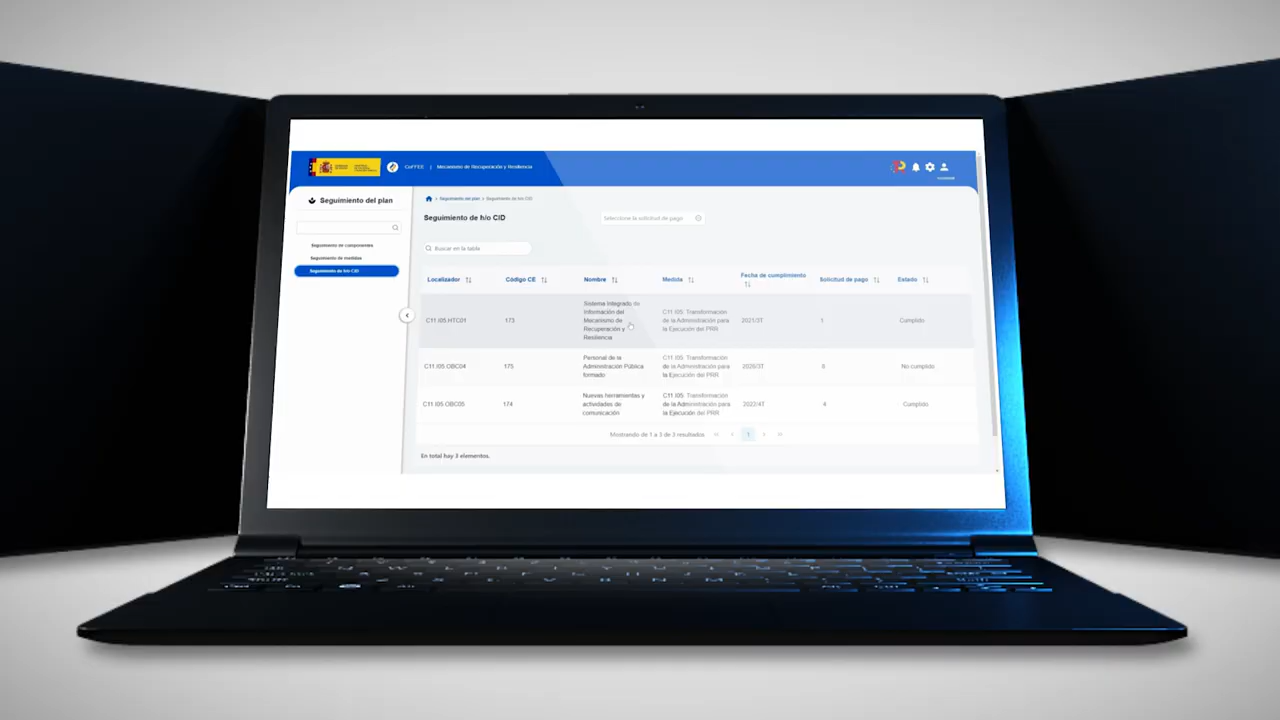 CoFFEE | Mecanismo de Recuperación y Resiliencia
Seguimiento del plan
Seguimiento de componentes
Seguimiento de medidas
Seguimiento de h/o CID
Seguimiento del plan > Seguimiento de h/o CID
Seguimiento de h/o CID
Seleccione la solicitud de pago
Buscar en la tabla
Localizador Código CE Nombre Medida Fecha de cumplimiento Solicitud de pago Estado
C11.I05.HTC01 173 Sistema Integrado de Información del Mecanismo de Recuperación y Resiliencia C11.I05: Transformación de la Administración para la Ejecución del PRR 2021/3T 1 Cumplido
C11.I05.OBC04 175 Personal de la Administración Pública formado C11.I05: Transformación de la Administración para la Ejecución del PRR 2026/3T 8 No cumplido
C11.I05.OBC05 174 Nuevas herramientas y actividades de comunicación C11.I05: Transformación de la Administración para la Ejecución del PRR 2022/4T 4 Cumplido
Mostrando de 1 a 3 de 3 resultados 1
En total hay 3 elementos.